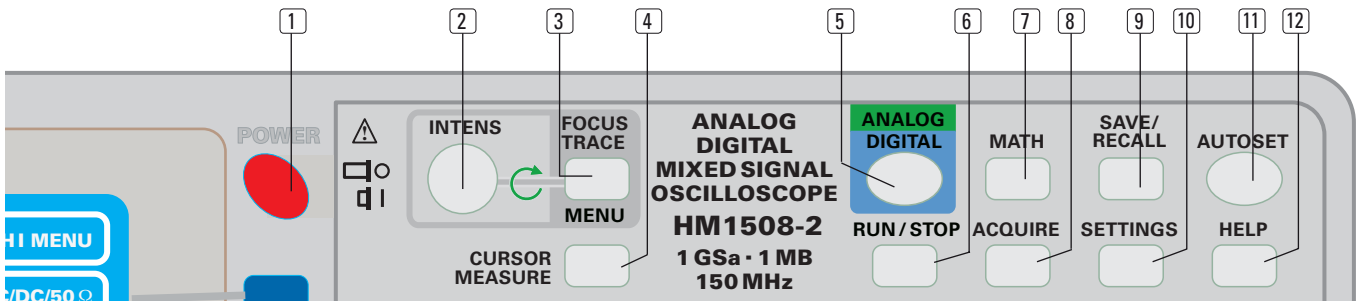 1 2 3 4 5 6 7 8 9 10 11 12
POWER
INTENS
FOCUS
TRACE
MENU
CURSOR
MEASURE
ANALOG
DIGITAL
MIXED SIGNAL
OSCILLOSCOPE
HM1508-2
1 GSa · 1 MB
150 MHz
ANALOG
DIGITAL
RUN / STOP
MATH
ACQUIRE
SAVE/
RECALL
SETTINGS
AUTOSET
HELP
H I MENU
C/DC/50 Ω